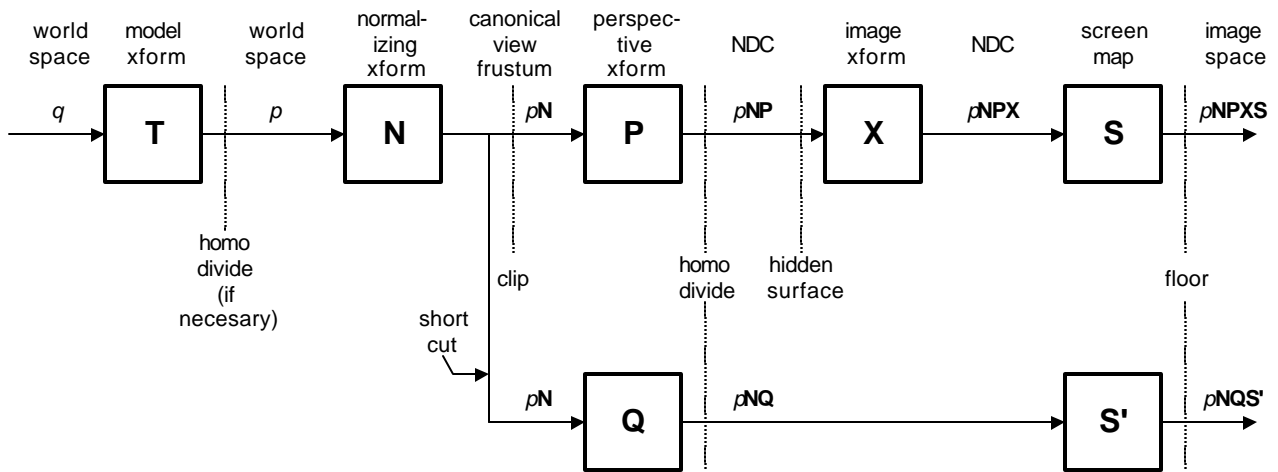 world
space
model
xform
world
space
normal-
izing
xform
canonical
view
frustum
perspec-
tive
xform
NDC
image
xform
NDC
screen
map
image
space
q
T
p
N
pN
P
pNP
X
pNPX
S
pNPXS
homo
divide
(if
necesary)
clip
homo
divide
hidden
surface
floor
short
cut
pN
Q
pNQ
S'
pNQS'